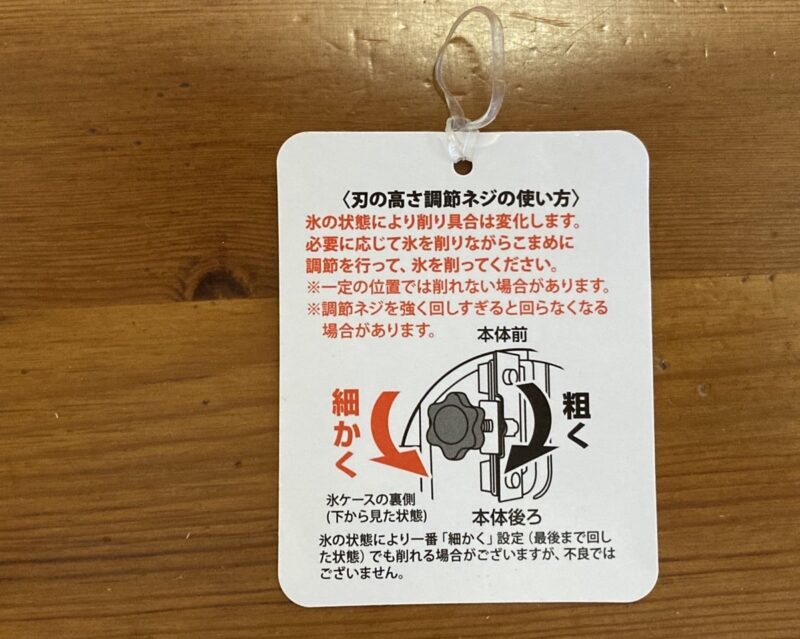 〈刃の高さ調節ネジの使い方〉
氷の状態により削り具合は変化します。
必要に応じて氷を削りながらこまめに
調節を行って、氷を削ってください。
※一定の位置では削れない場合があります。
※調節ネジを強く回しすぎると回らなくなる
場合があります。
本体前
細かく
粗く
氷ケースの裏側
(下から見た状態)
本体後ろ
氷の状態により一番「細かく」設定(最後まで回し
た状態)でも削れる場合がございますが、不良では
ございません。